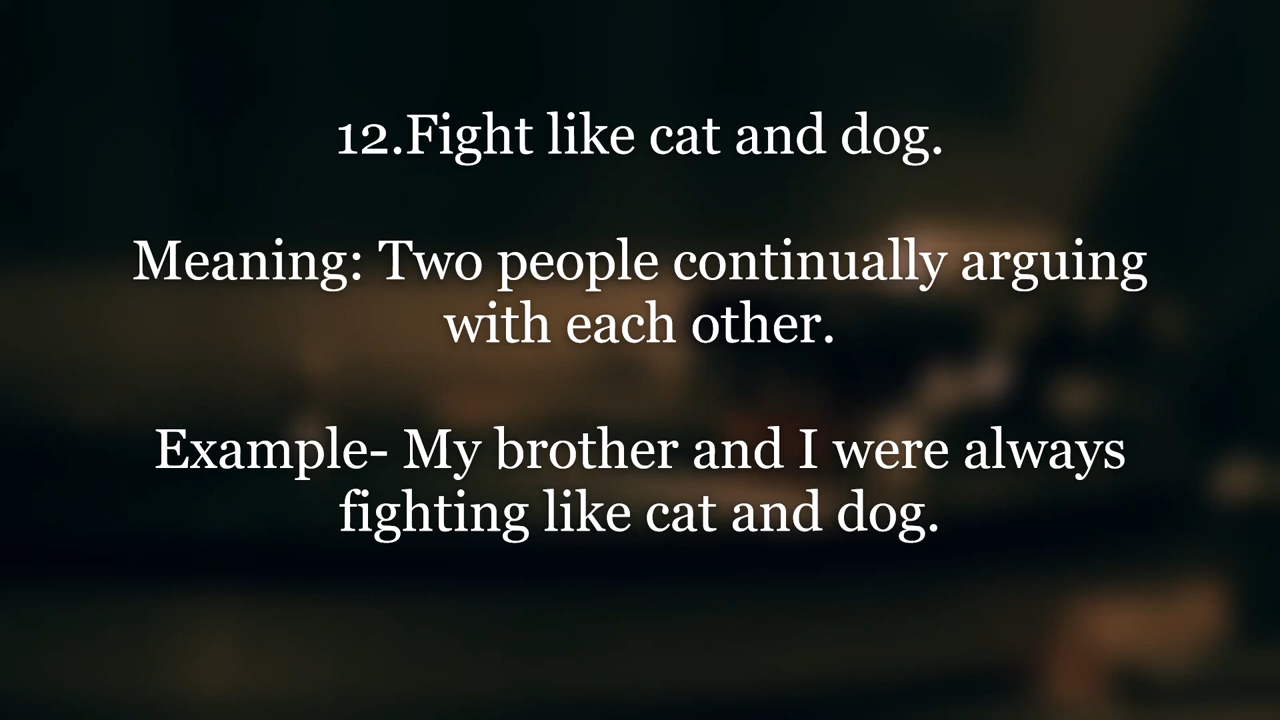 12.Fight like cat and dog.
Meaning: Two people continually arguing
with each other.
Example- My brother and I were always
fighting like cat and dog.